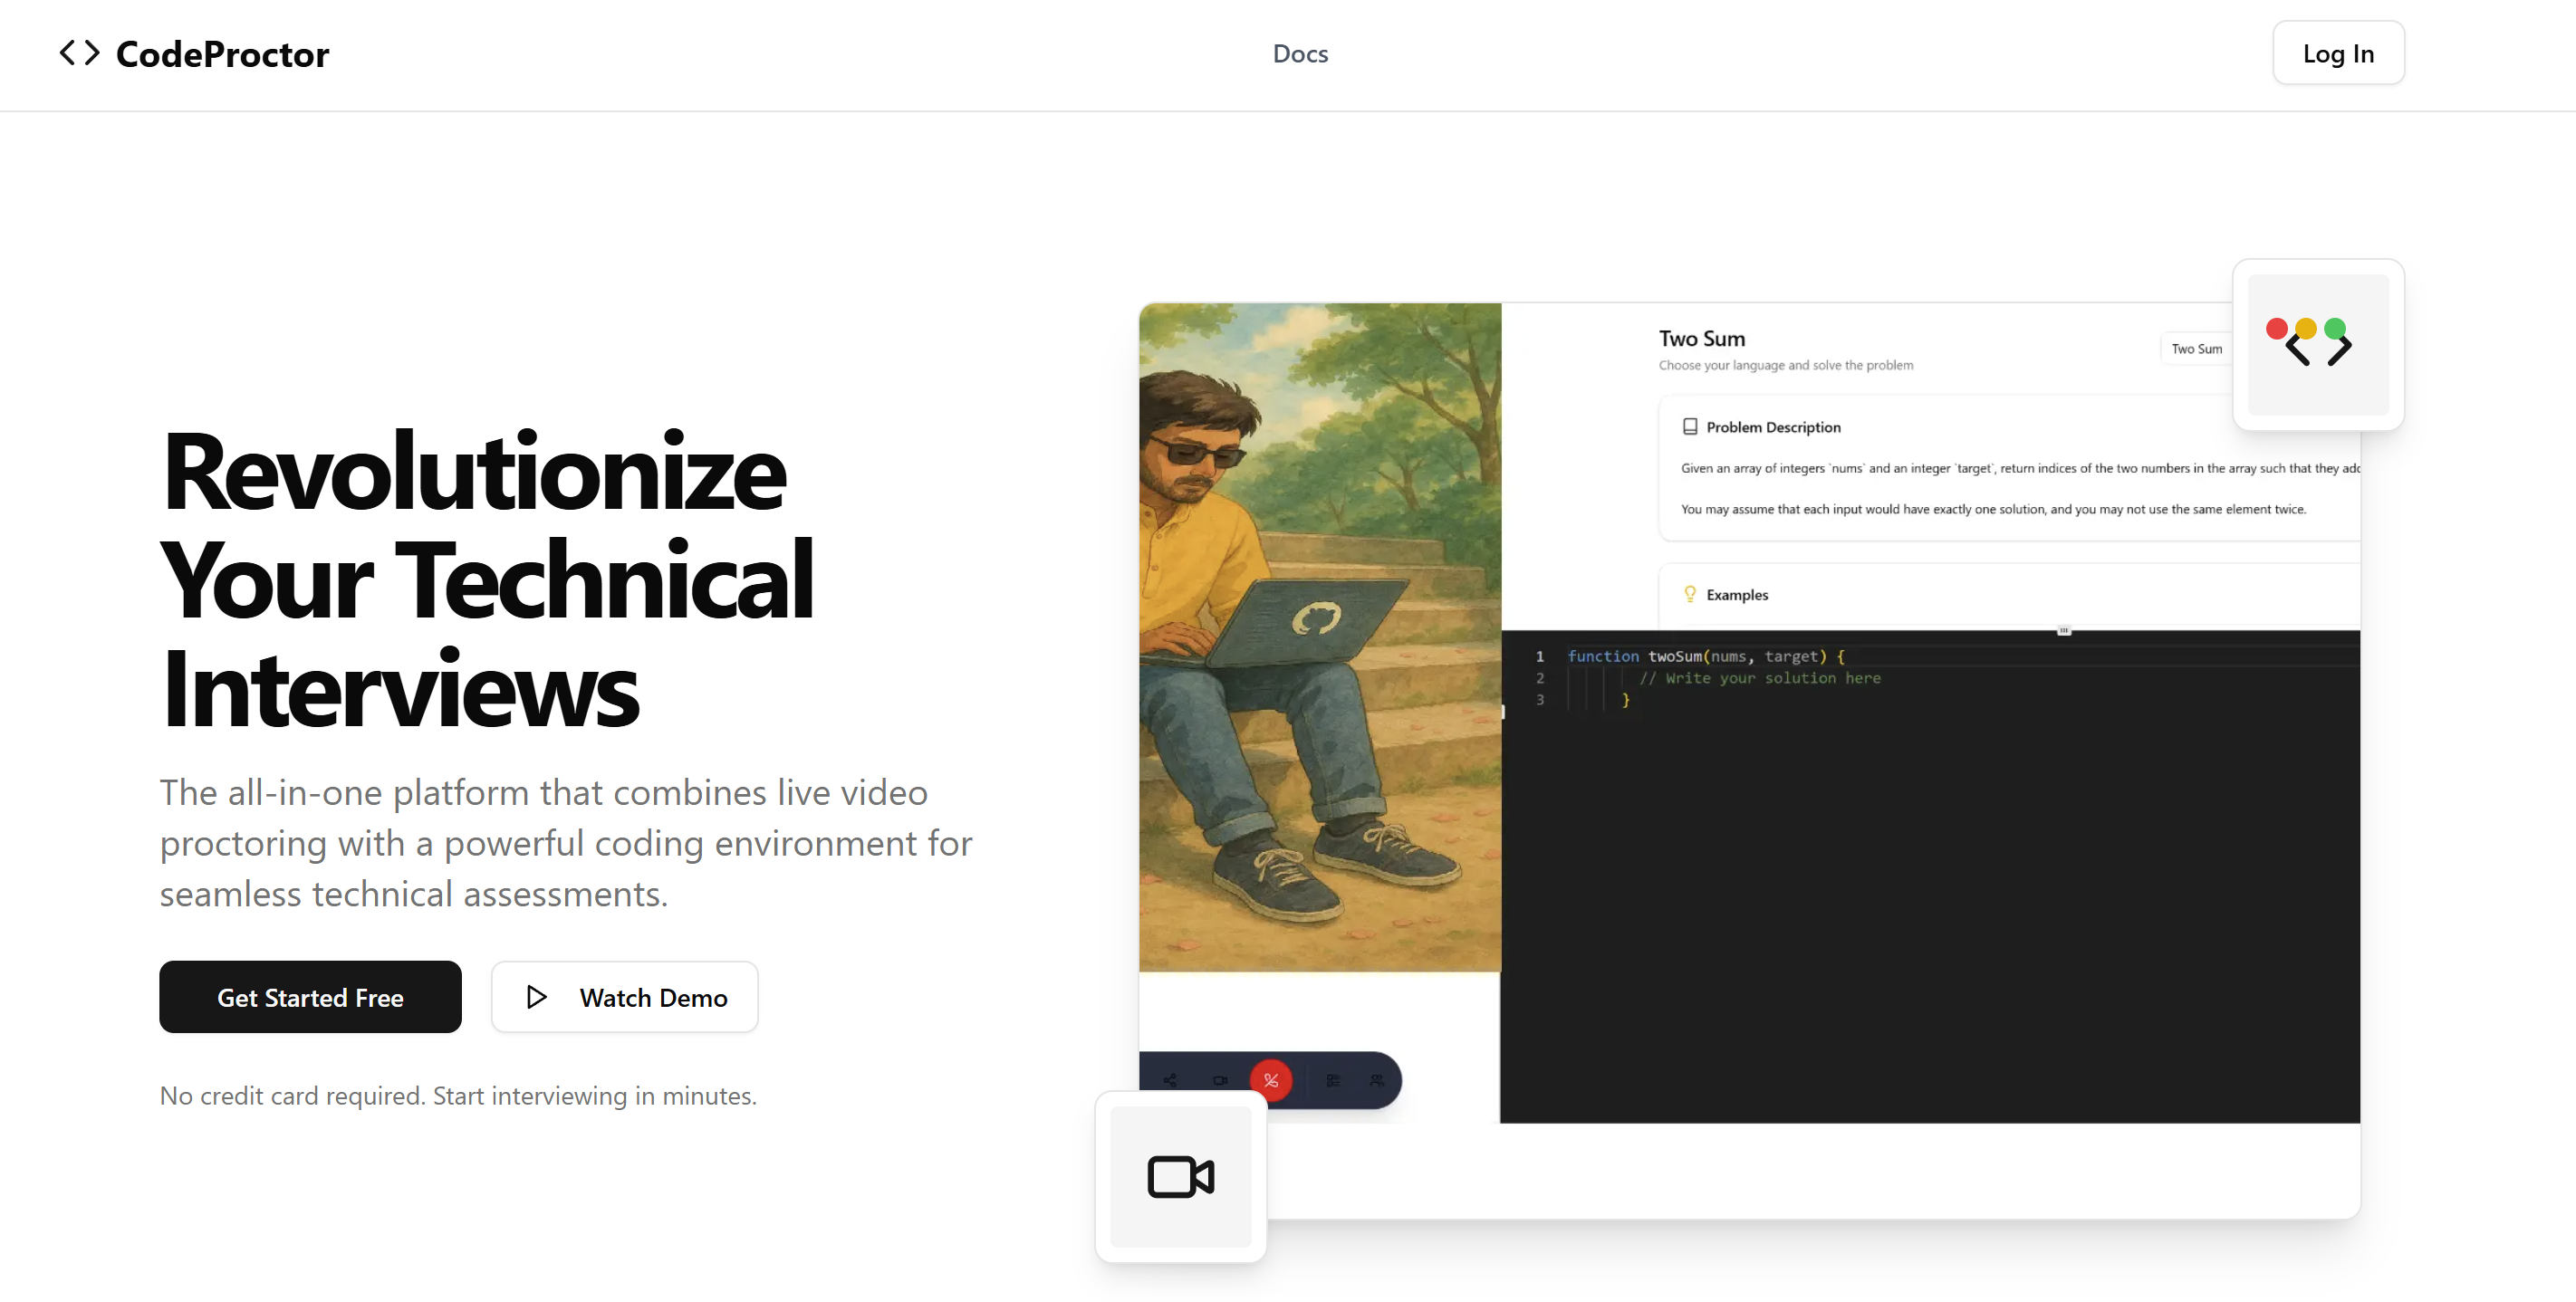 CodeProctor
Docs
Log In
Revolutionize
Your Technical
Interviews
The all-in-one platform that combines live video
proctoring with a powerful coding environment for
seamless technical assessments.
Get Started Free
Watch Demo
No credit card required. Start interviewing in minutes.
Two Sum
Choose your language and solve the problem
Two Sum
Problem Description
Given an array of integers `nums` and an integer `target`, return indices of the two numbers in the array such that they
You may assume that each input would have exactly one solution, and you may not use the same element twice.
Examples
1 function twoSum(nums, target) {
2 // Write your solution here
3 }